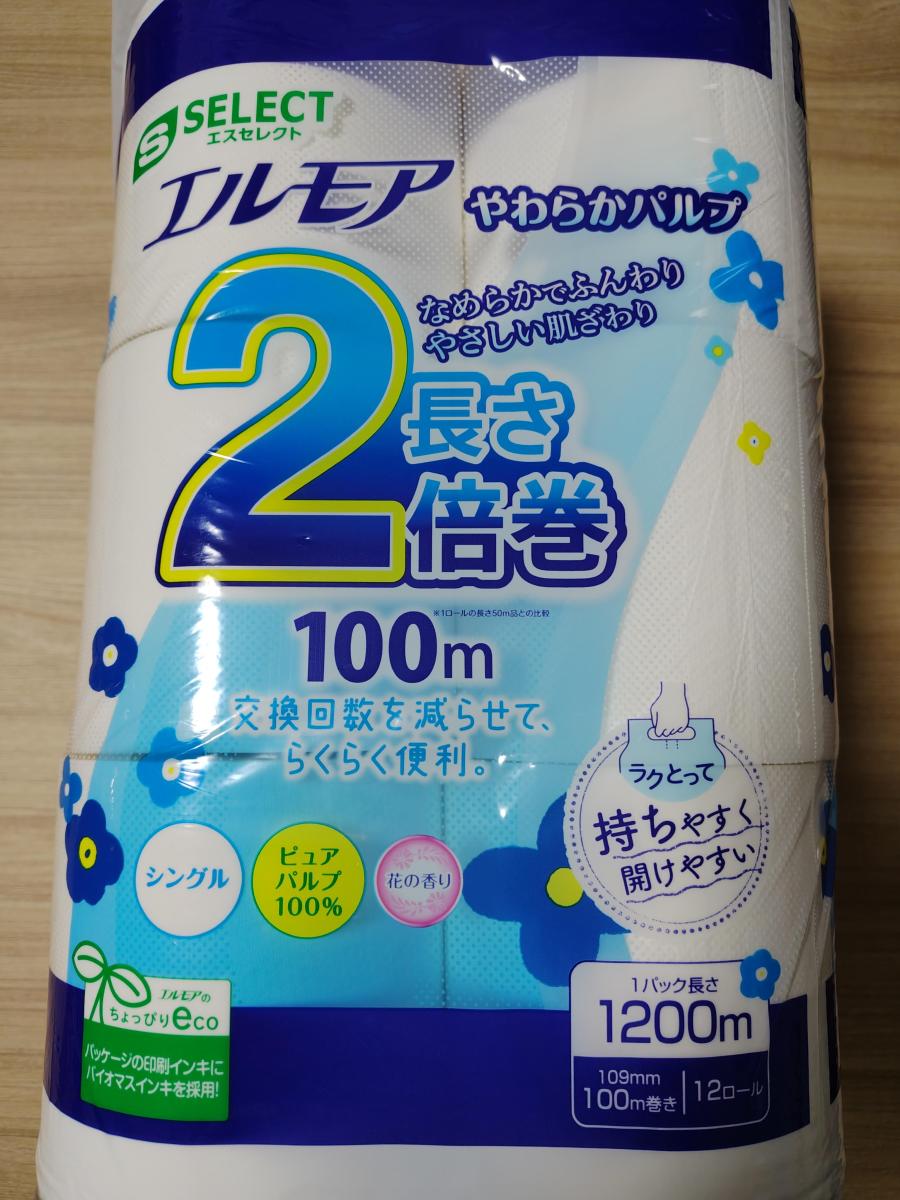 S SELECT
エスセレクト
エルモア
やわらかパルプ
なめらかでふんわり
やさしい肌ざわり
2
長さ
倍巻
※1ロールの長さ50m品との比較
100m
交換回数を減らせて、
らくらく便利。
ラクとって
持ちやすく
開けやすい
シングル
ピュア
パルプ
100%
花の香り
エルモアの
ちょっぴりeco
パッケージの印刷インキに
バイオマスインキを採用!
1パック長さ
1200m
109mm
100m巻き
12ロール